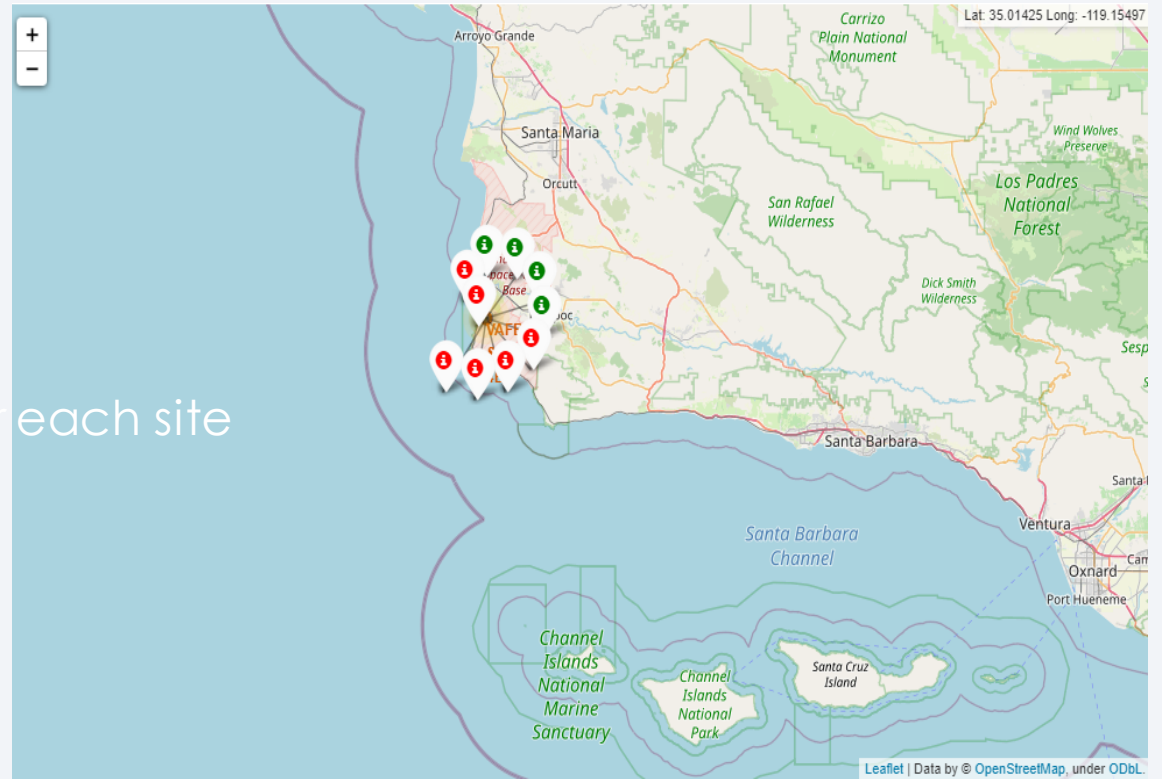 +
−
Lat: 35.01425 Long: -119.15497
Arroyo Grande
Carrizo
Plain National
Monument
Santa Maria
Wind Wolves
Preserve
Orcutt
Los Padres
National
Forest
San Rafael
Wilderness
Base
Dick Smith
Wilderness
each site
Santa Barbara
Ventura
Santa Barbara
Channel
Oxnard
Port Hueneme
Channel
Islands
National
Marine
Sanctuary
Channel
Islands
National
Park
Santa Cruz
Island
Leaflet | Data by © OpenStreetMap, under ODbL.